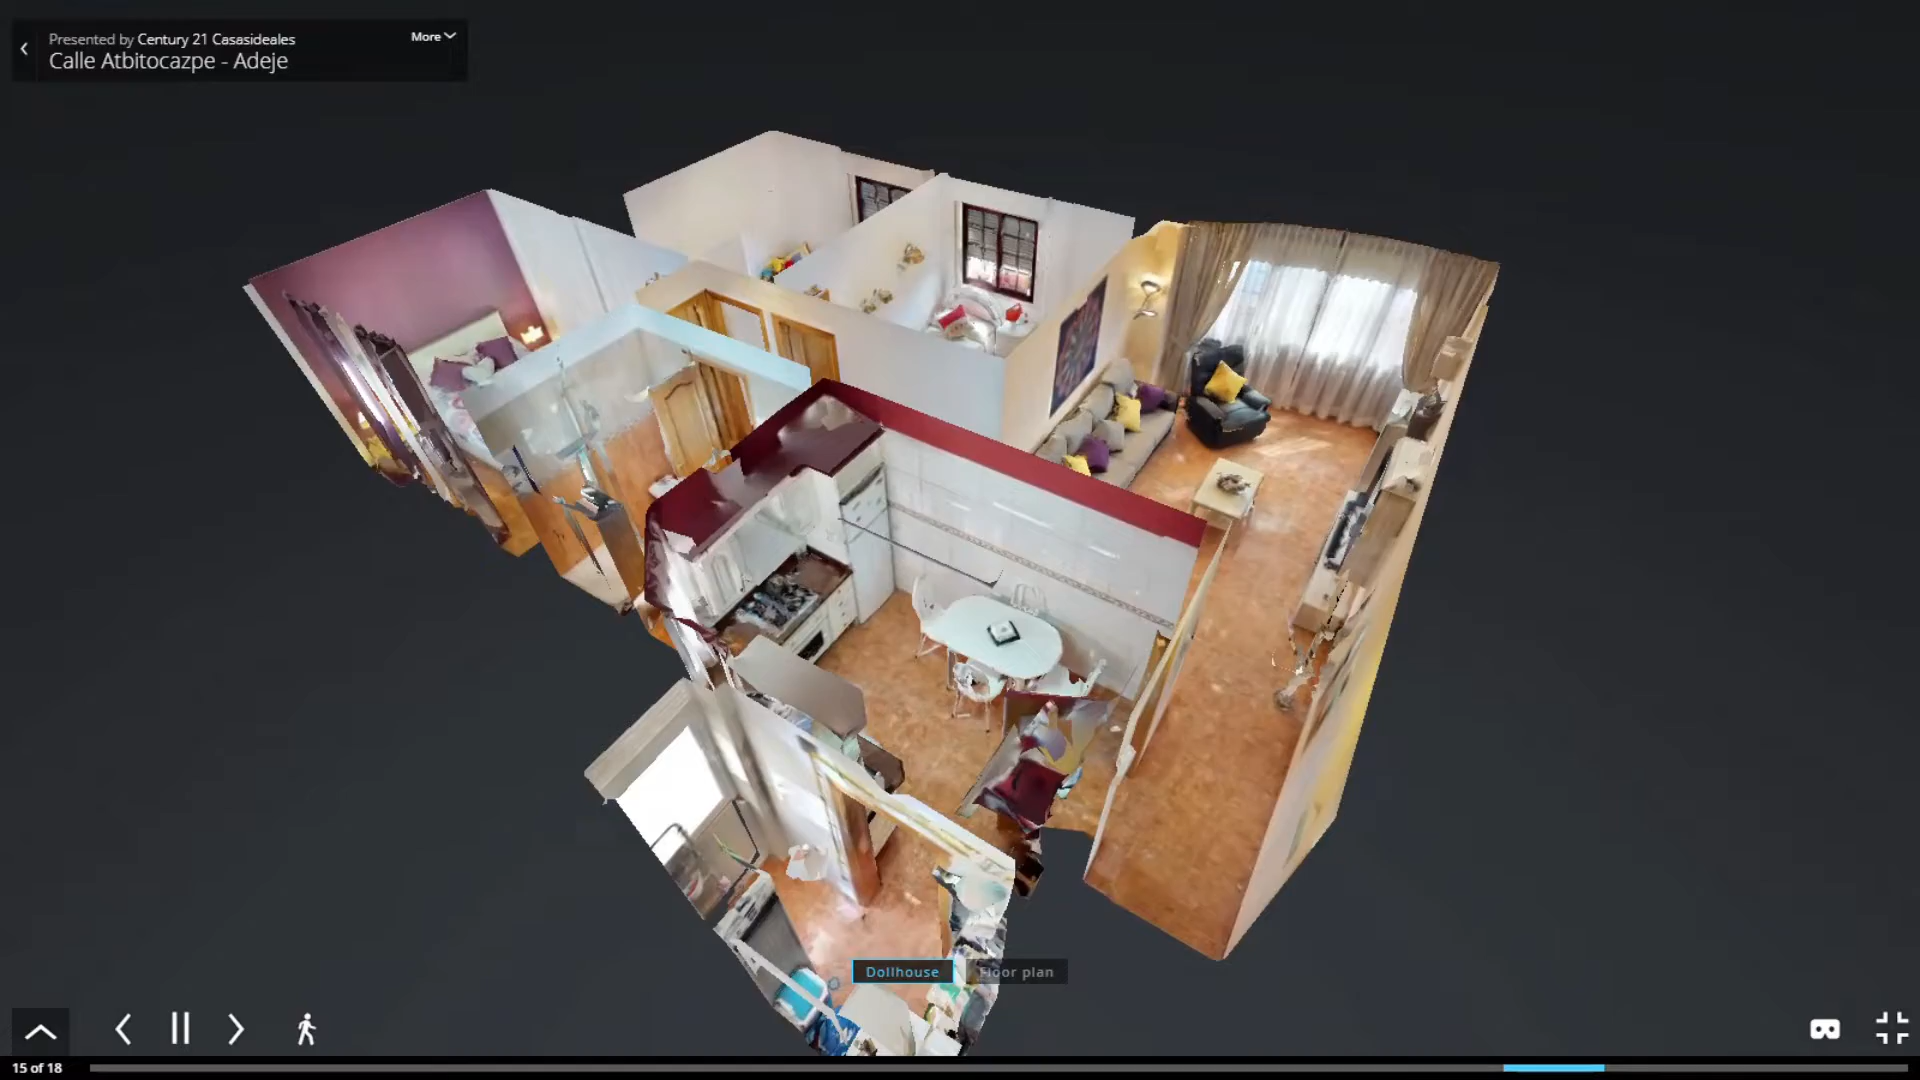 Presented by Century 21 Casasideales
More
Calle Atbitocazpe - Adeje
Dollhouse
Floor plan
15 of 18